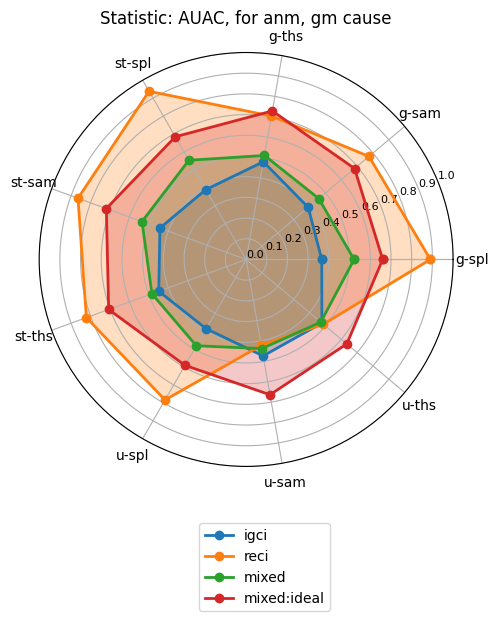 Statistic: AUAC, for anm, gm cause
g-ths
st-spl
g-sam
1.0
0.9
0.8
0.7
0.6
0.5
0.4
0.3
0.2
0.1
0.0
st-sam
g-spl
st-ths
u-ths
u-spl
u-sam
igci
reci
mixed
mixed:ideal